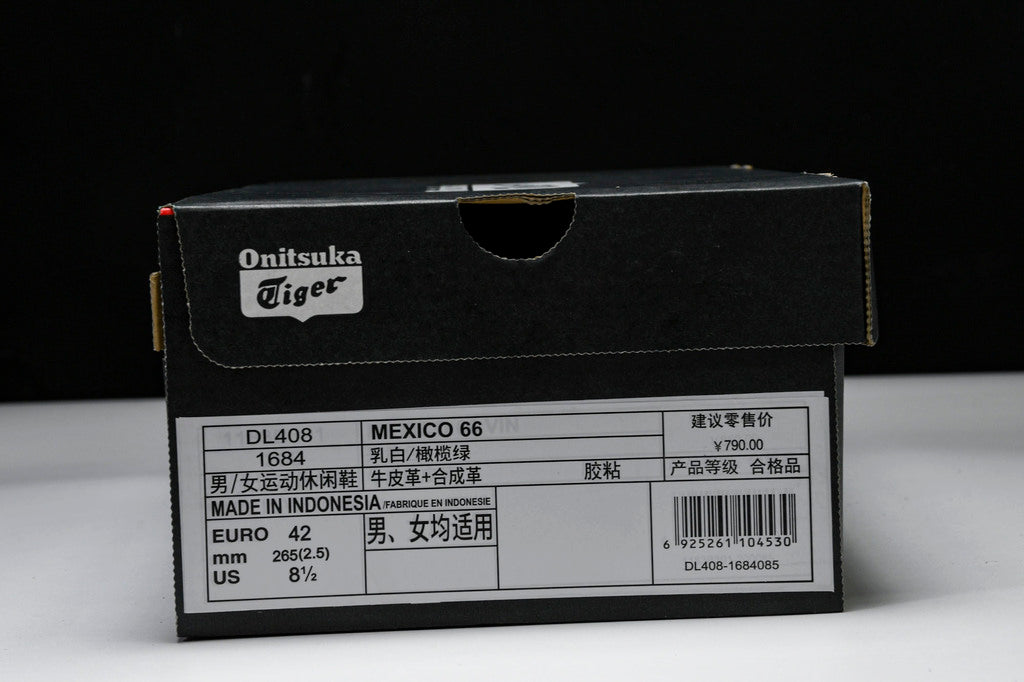 Onitsuka
Tiger
DL408
MEXICO 66
建议零售价
¥790.00
1684
乳白/橄榄绿
男/女运动休闲鞋
牛皮革+合成革
胶粘
产品等级 合格品
MADE IN INDONESIA /FABRIQUE EN INDONESIE
EURO 42
男、女均适用
mm 265(2.5)
US 8½
6 925261 104530
DL408-1684085